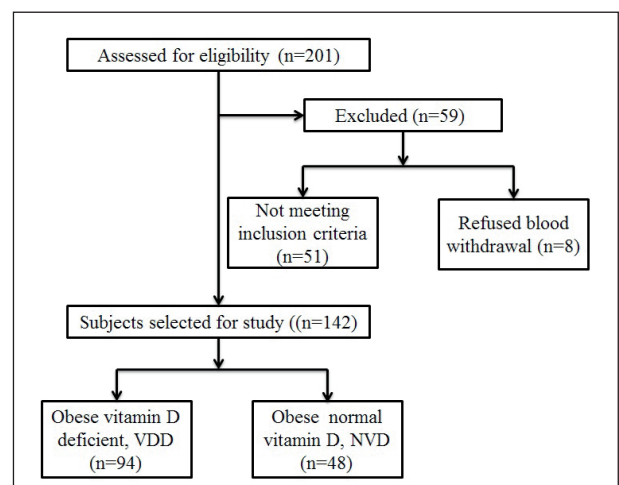 Assessed for eligibility (n=201)
Excluded (n=59)
Not meeting
inclusion criteria
(n=51)
Refused blood
withdrawal (n=8)
Subjects selected for study ((n=142)
Obese vitamin D
deficient, VDD
(n=94)
Obese normal
vitamin D, NVD
(n=48)